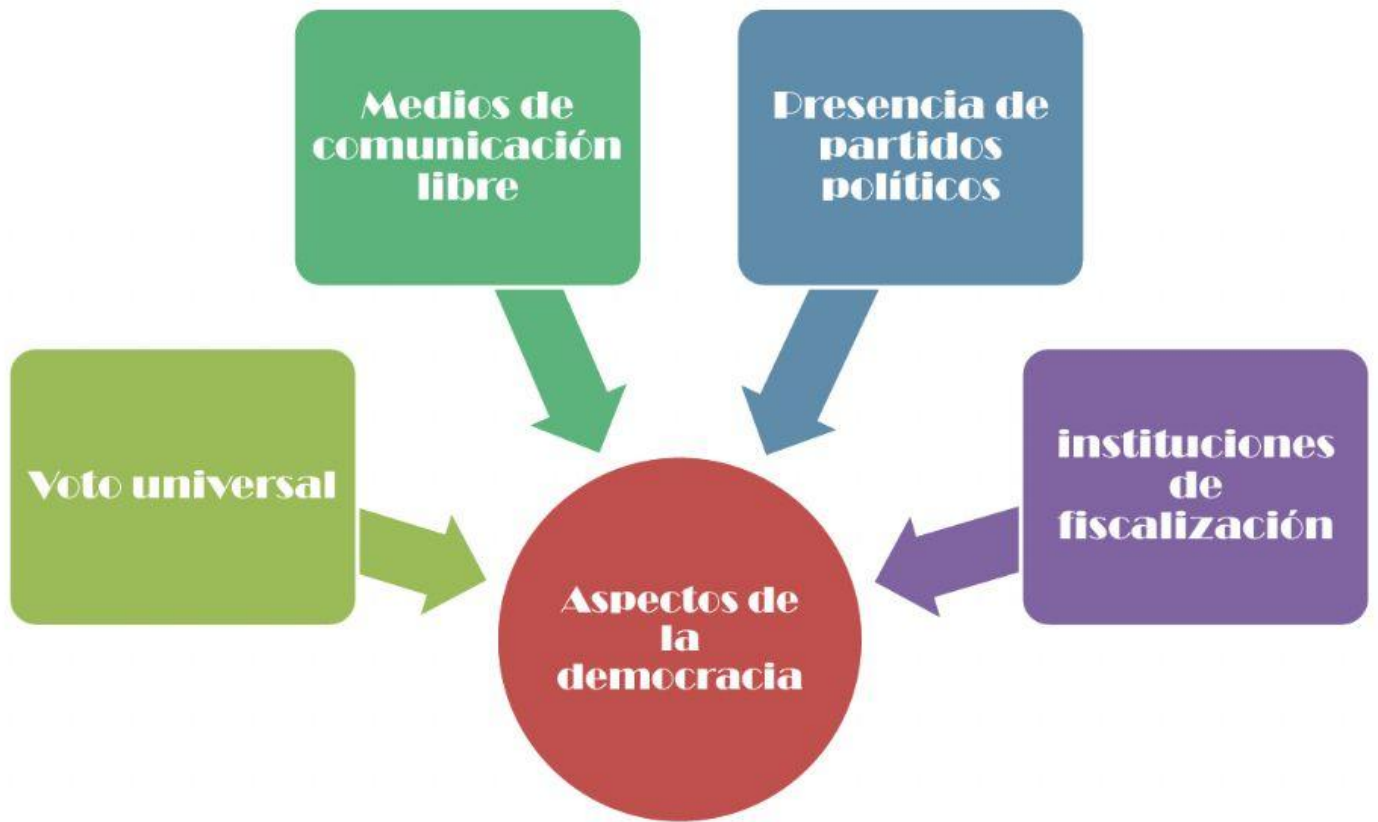 Medios de
comunicación
libre
Presencia de
partidos
políticos
Voto universal
instituciones
de
fiscalización
Aspectos de
la
democracia